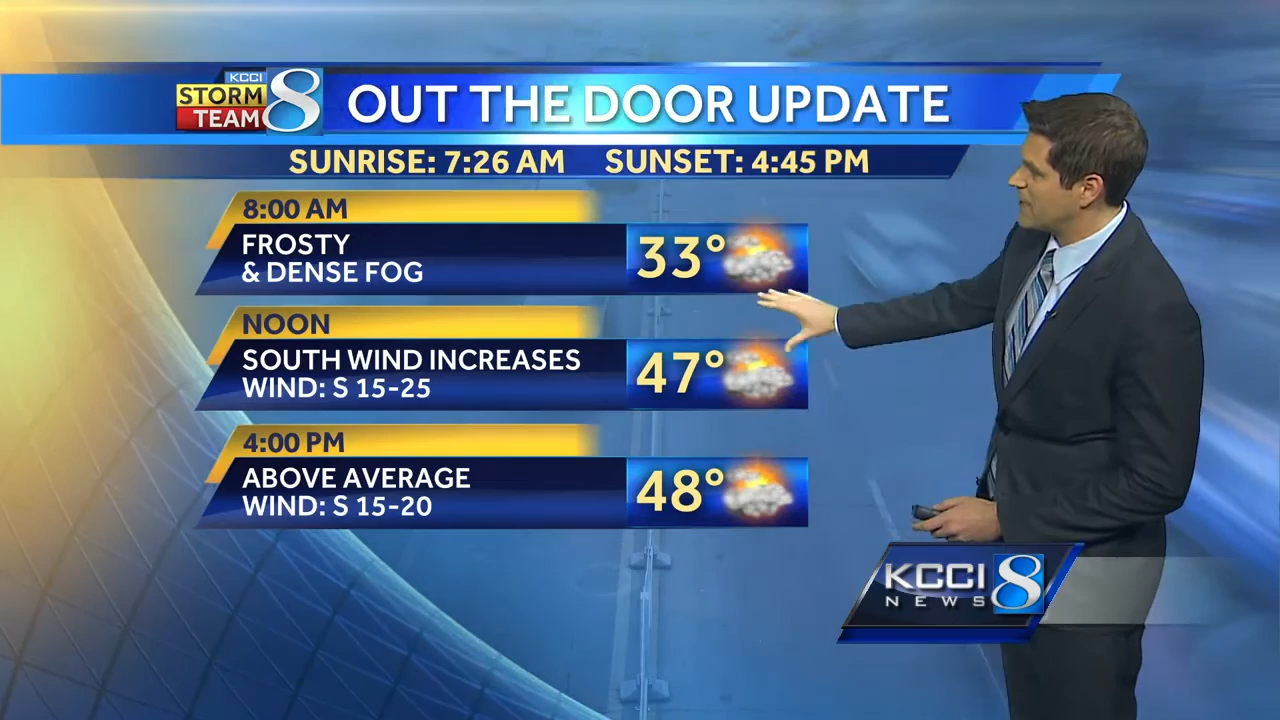 KCCI
STORM
TEAM 8
OUT THE DOOR UPDATE
SUNRISE: 7:26 AM SUNSET: 4:45 PM
8:00 AM
FROSTY
& DENSE FOG
33°
NOON
SOUTH WIND INCREASES
WIND: S 15-25
47°
4:00 PM
ABOVE AVERAGE
WIND: S 15-20
48°
KCCI 8
NEWS